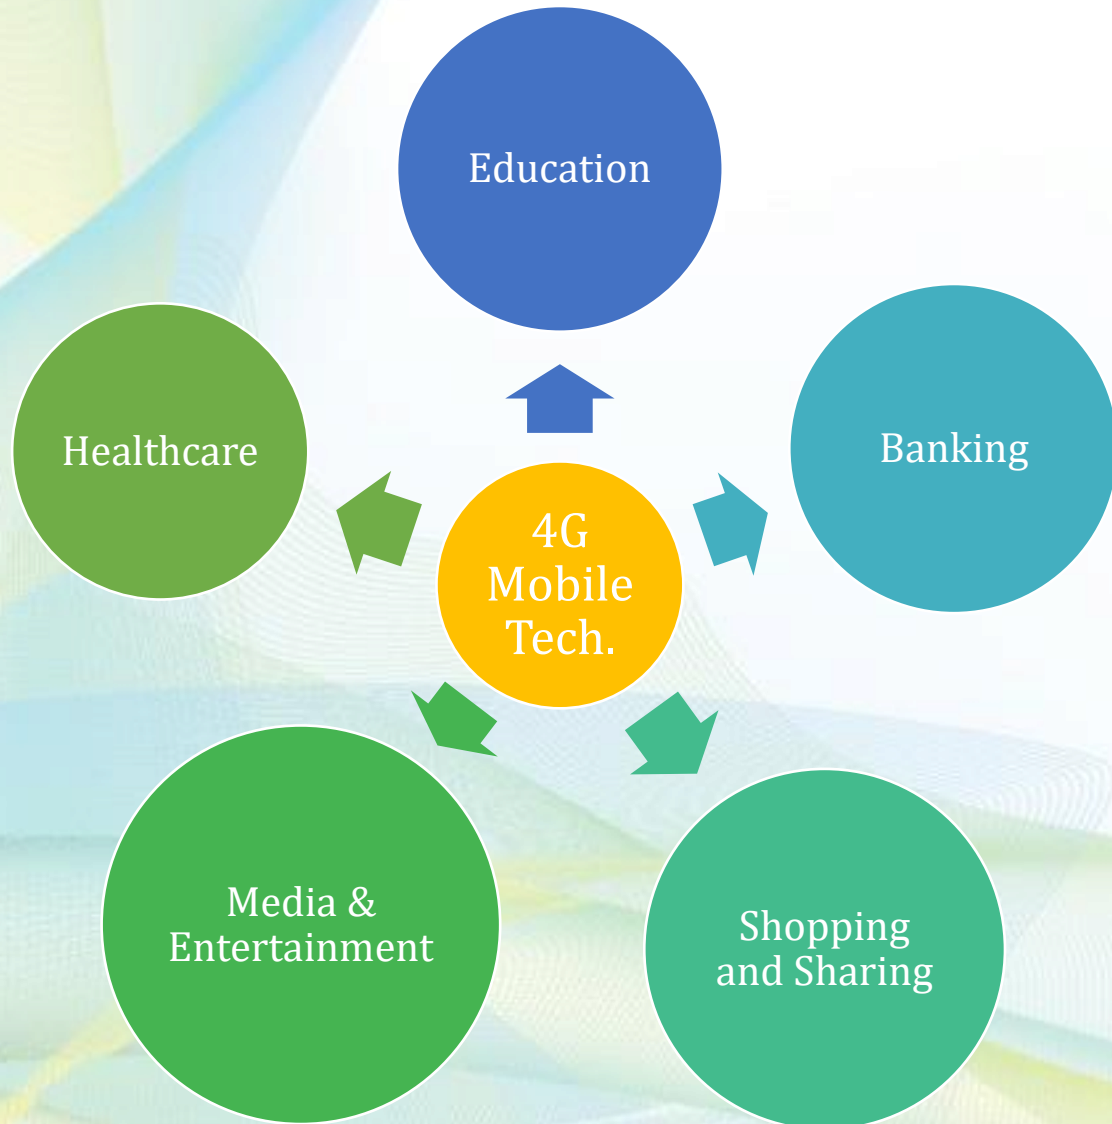 Education
Healthcare
Banking
4G
Mobile
Tech.
Media &
Entertainment
Shopping
and Sharing